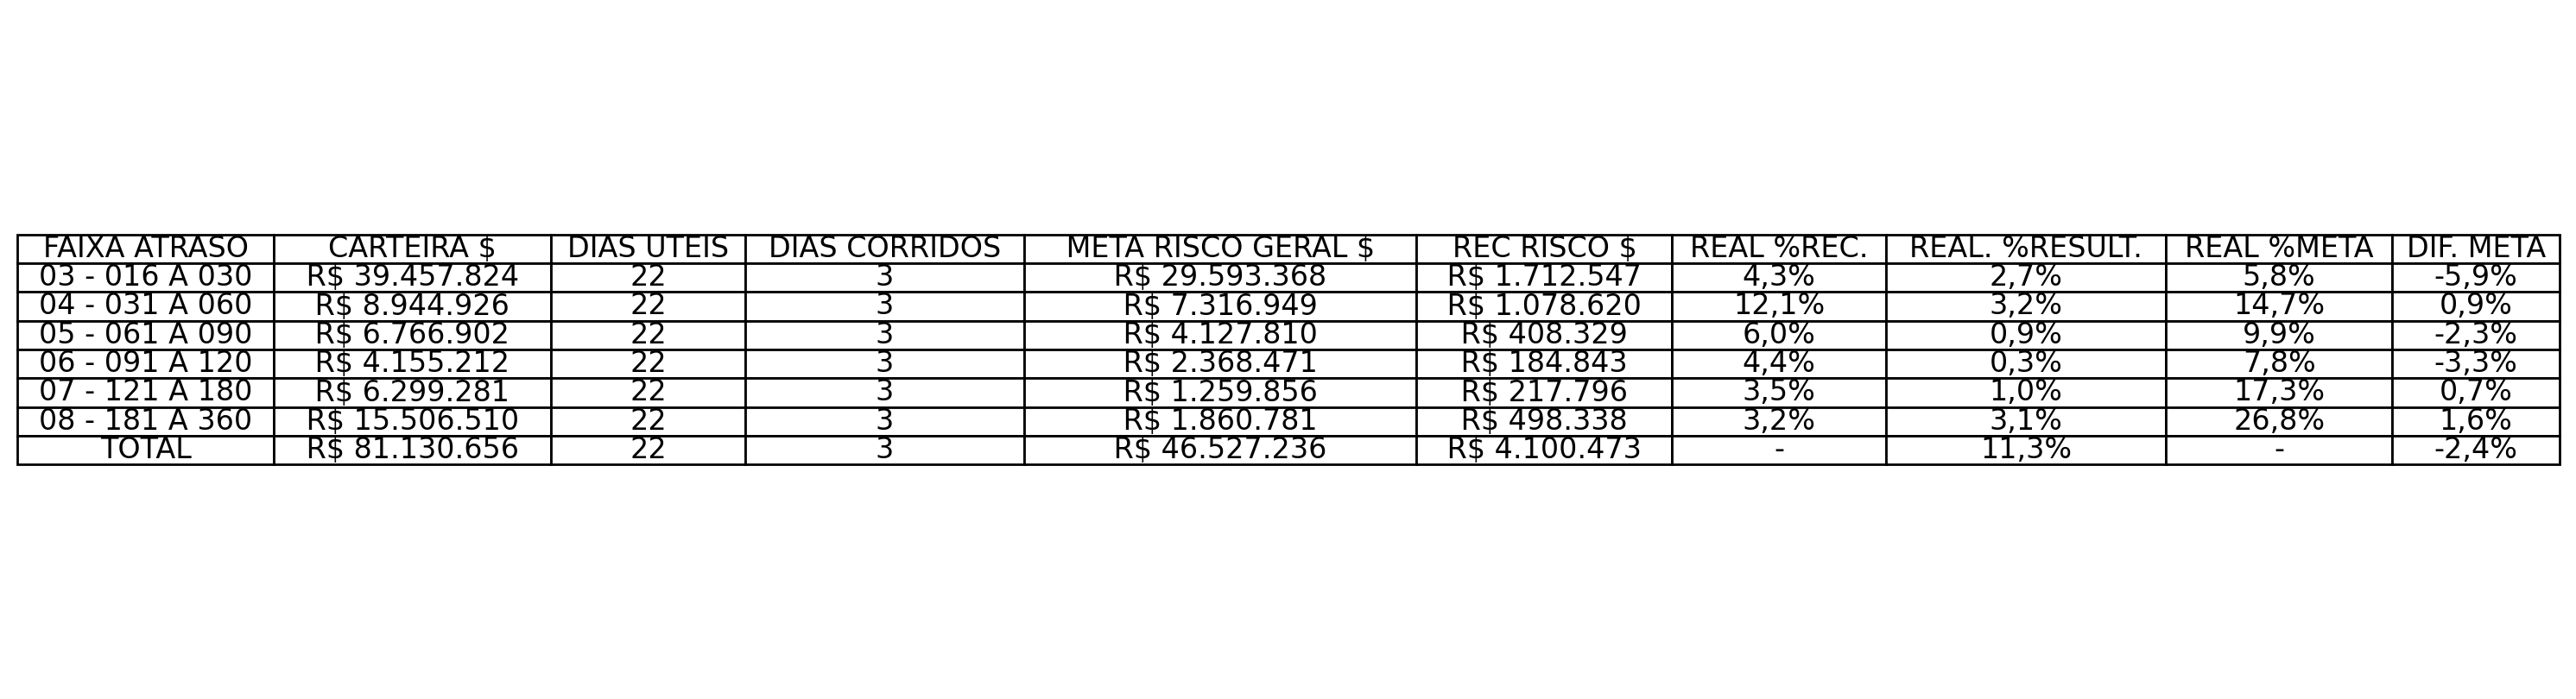 FAIXA ATRASO CARTEIRA $ DIAS UTEIS DIAS CORRIDOS META RISCO GERAL $ REC RISCO $ REAL %REC. REAL. %RESULT. REAL %META DIF. META
03 - 016 A 030 R$ 39.457.824 22 3 R$ 29.593.368 R$ 1.712.547 4,3% 2,7% 5,8% -5,9%
04 - 031 A 060 R$ 8.944.926 22 3 R$ 7.316.949 R$ 1.078.620 12,1% 3,2% 14,7% 0,9%
05 - 061 A 090 R$ 6.766.902 22 3 R$ 4.127.810 R$ 408.329 6,0% 0,9% 9,9% -2,3%
06 - 091 A 120 R$ 4.155.212 22 3 R$ 2.368.471 R$ 184.843 4,4% 0,3% 7,8% -3,3%
07 - 121 A 180 R$ 6.299.281 22 3 R$ 1.259.856 R$ 217.796 3,5% 1,0% 17,3% 0,7%
08 - 181 A 360 R$ 15.506.510 22 3 R$ 1.860.781 R$ 498.338 3,2% 3,1% 26,8% 1,6%
TOTAL R$ 81.130.656 22 3 R$ 46.527.236 R$ 4.100.473 - 11,3% - -2,4%